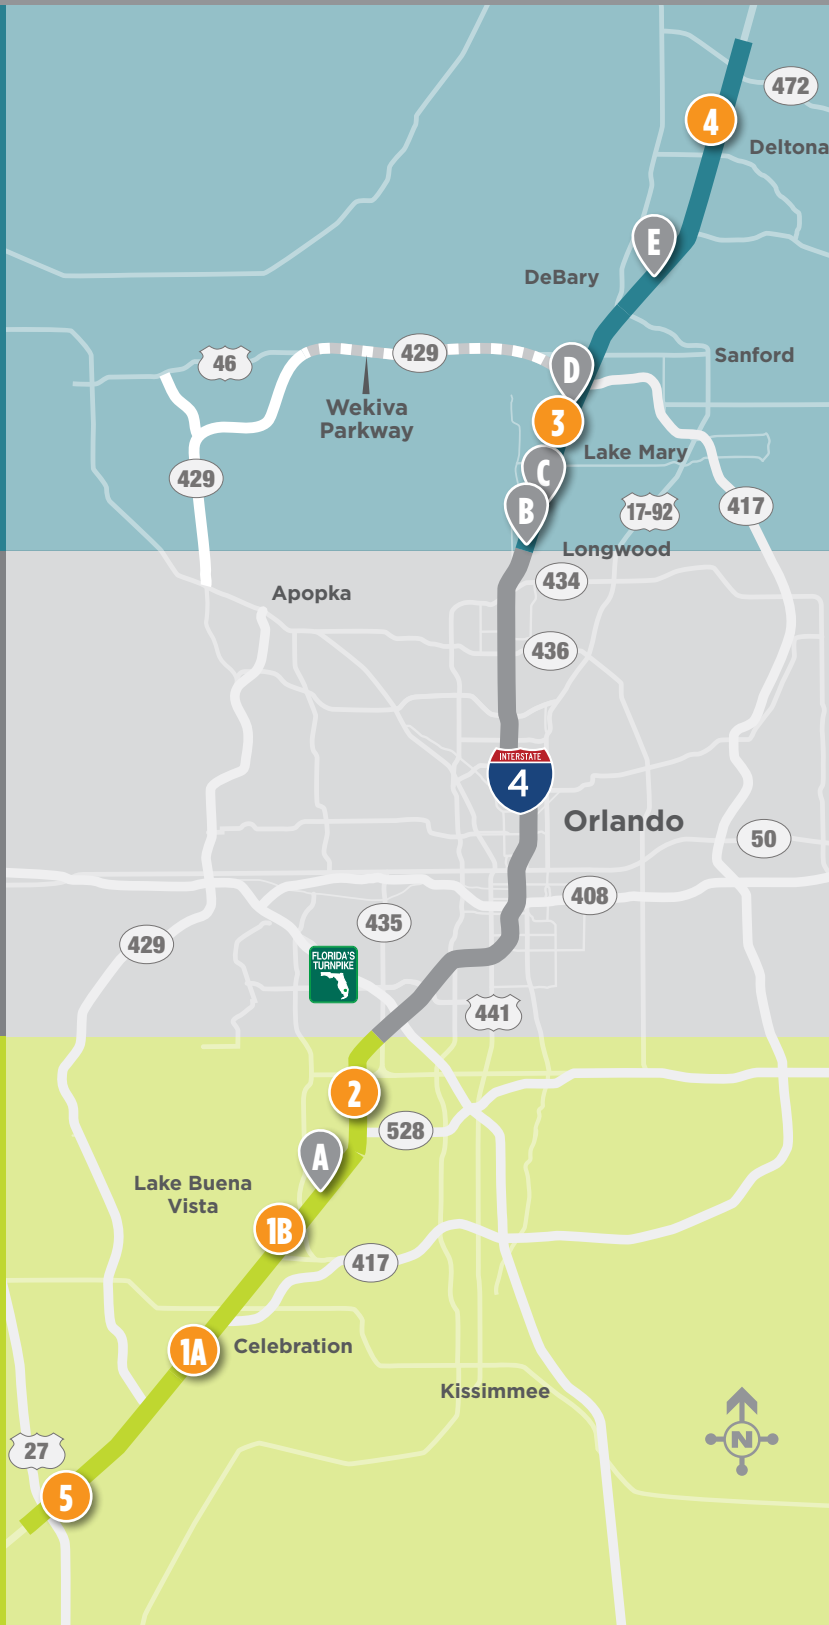 472
4
Deltona
E
DeBary
46
429
D
Sanford
Wekiva
Parkway
3
Lake Mary
C
429
B
17-92
417
Longwood
434
Apopka
436
INTERSTATE
4
Orlando
50
408
435
429
FLORIDA'S
TURNPIKE
441
2
528
A
Lake Buena
Vista
1B
417
1A
Celebration
Kissimmee
N
27
5